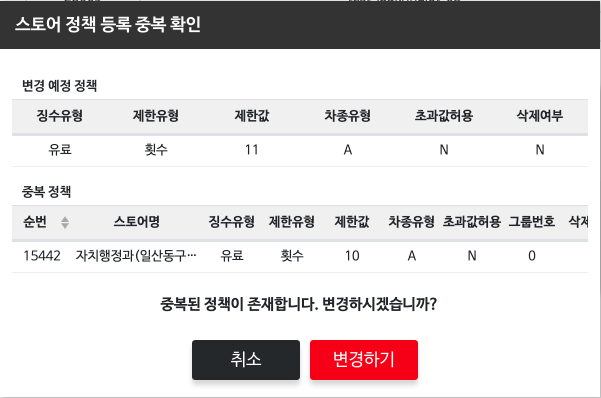 스토어 정책 등록 중복 확인
변경 예정 정책
징수유형 제한유형 제한값 차종유형 초과값허용 삭제여부
유료 횟수 11 A N N
중복 정책
순번 스토어명 징수유형 제한유형 제한값 차종유형 초과값허용 그룹번호 삭제
15442 자치행정과(일산동구··· 유료 횟수 10 A N 0
중복된 정책이 존재합니다. 변경하시겠습니까?
취소 변경하기